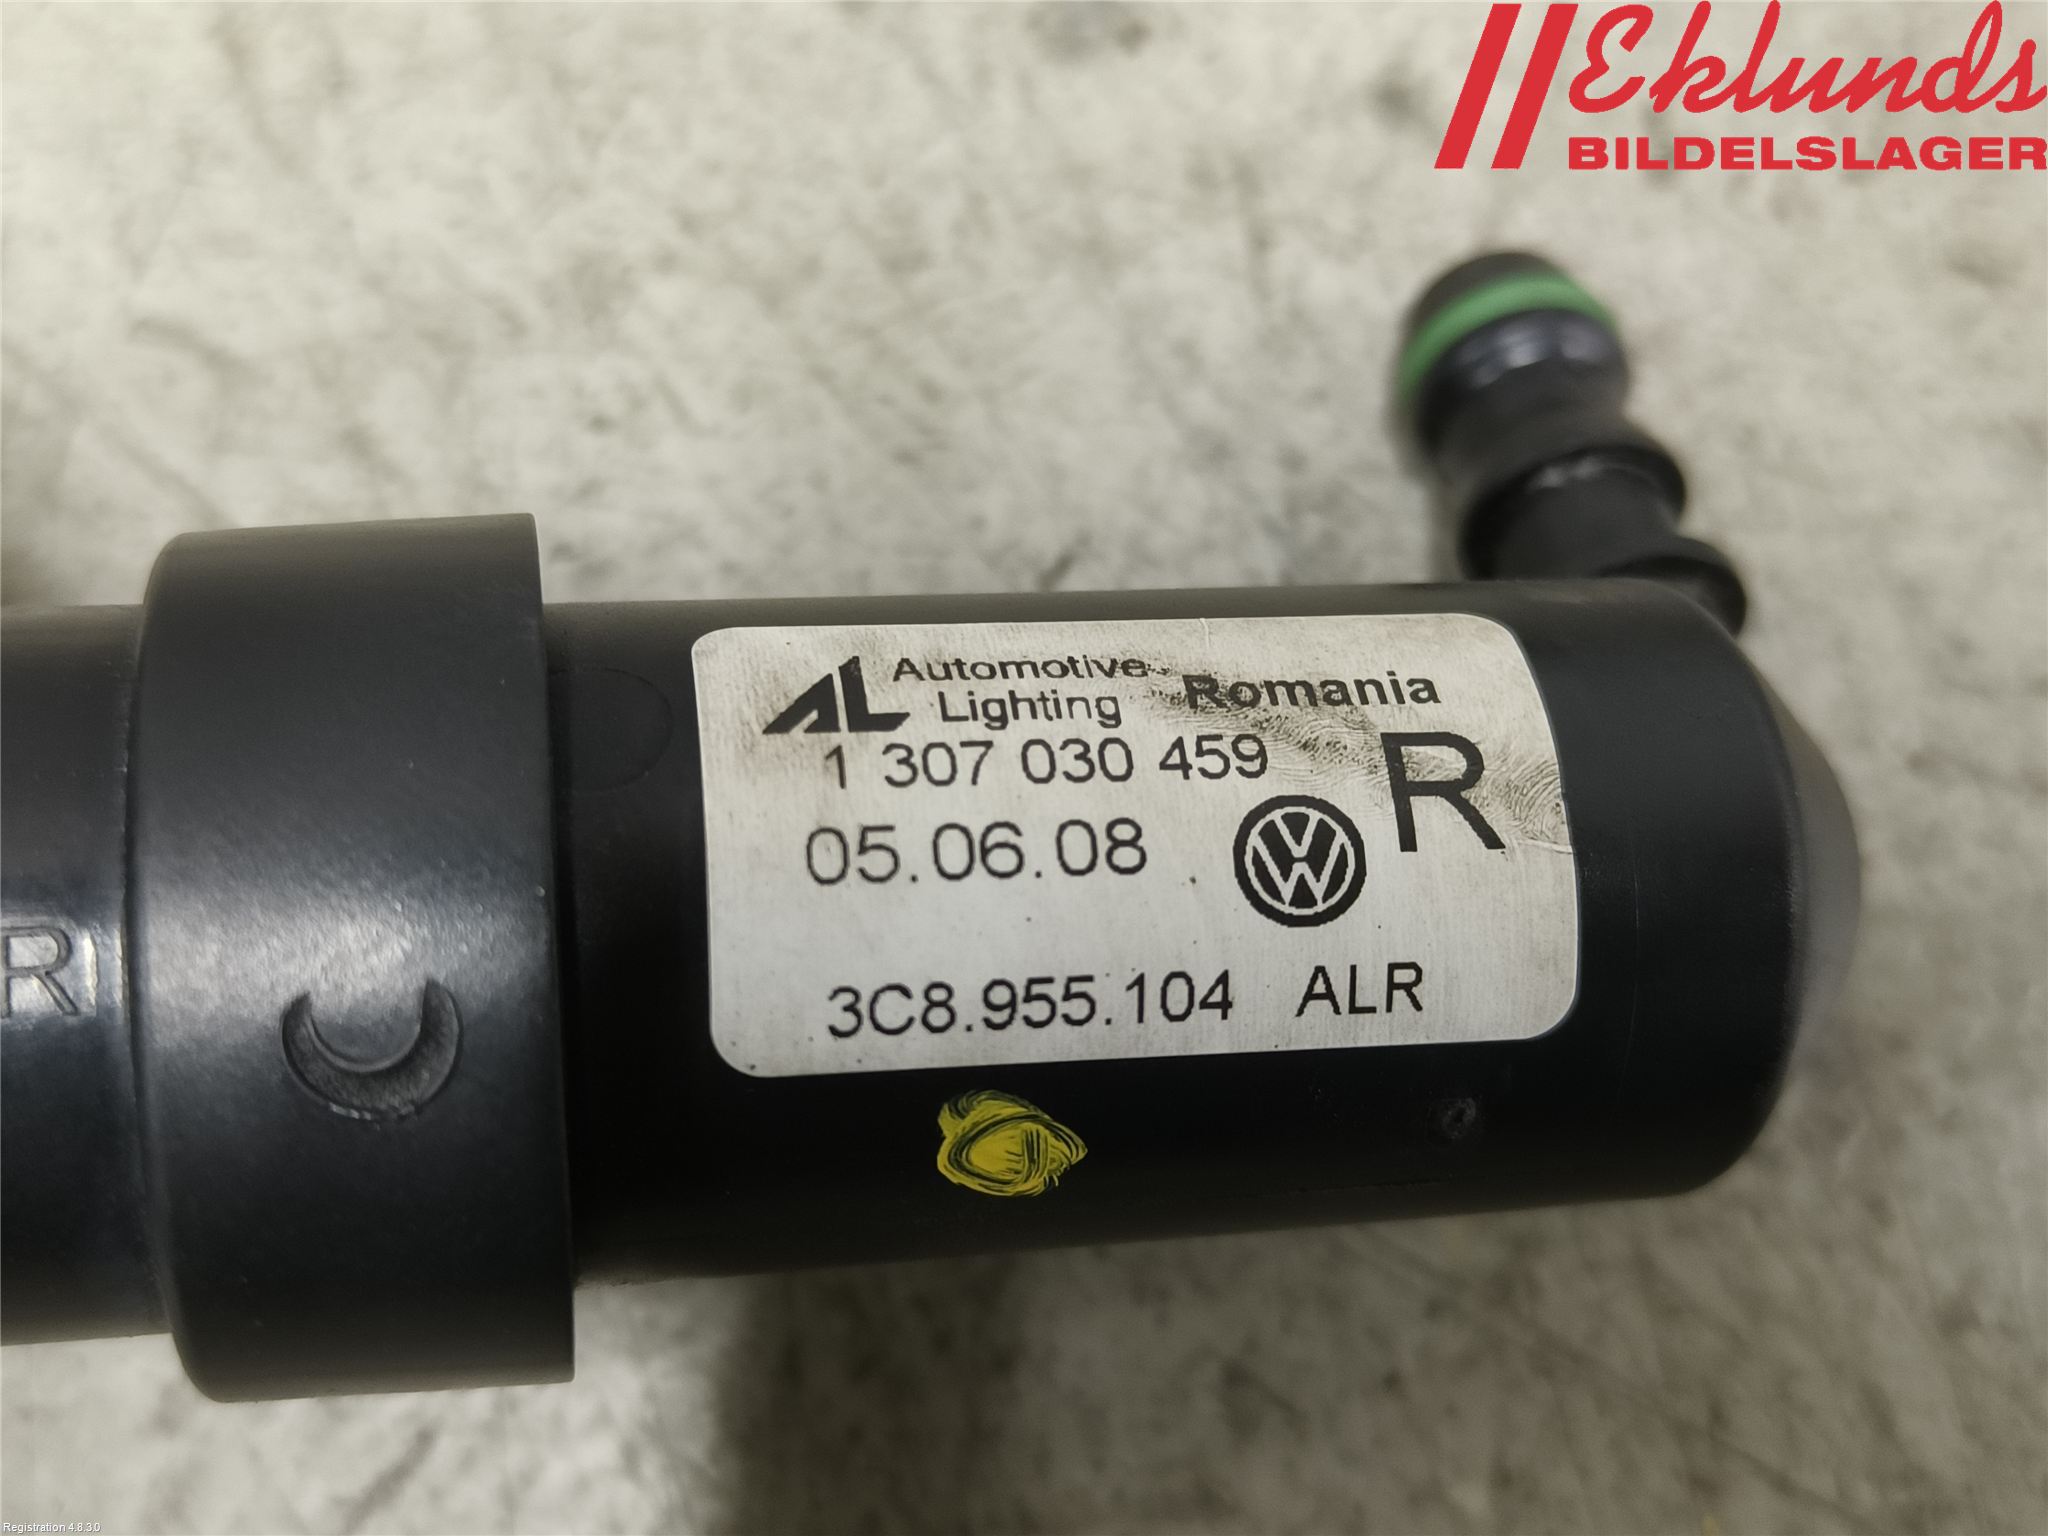 Eklunds
BILDELSLAGER
AL Automotive Lighting Romania
1 307 030 459
R
05.06.08
3C8.955.104 ALR
R
Registration 4.8.3.0